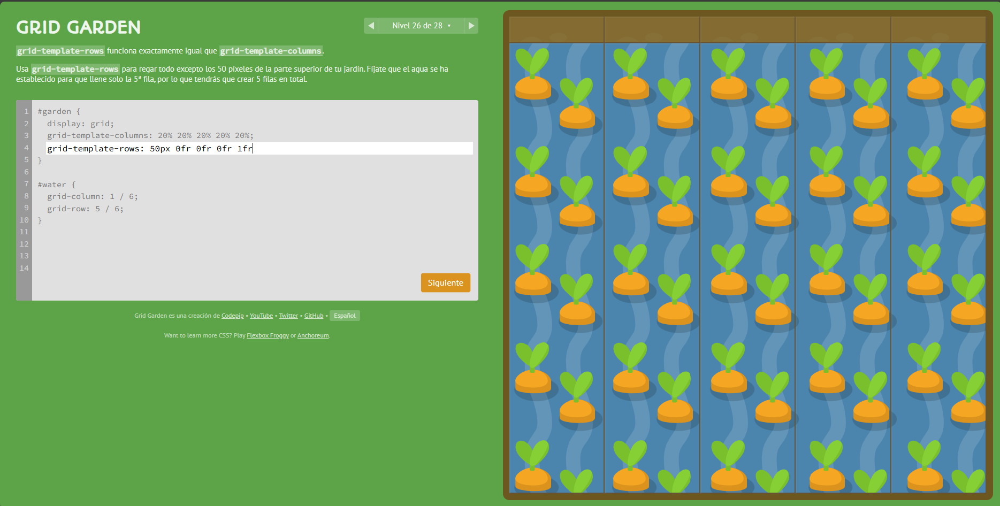 GRID GARDEN
◀ Nivel 26 de 28 ▾ ▶
grid-template-rows funciona exactamente igual que grid-template-columns.
Usa grid-template-rows para regar todo excepto los 50 píxeles de la parte superior de tu jardín. Fíjate que el agua se ha
establecido para que llene solo la 5ª fila, por lo que tendrás que crear 5 filas en total.
1 #garden {
2 display: grid;
3 grid-template-columns: 20% 20% 20% 20% 20%;
4 grid-template-rows: 50px 0fr 0fr 0fr 1fr
5 }
6
7 #water {
8 grid-column: 1 / 6;
9 grid-row: 5 / 6;
10 }
11
12
13
14
Siguiente
Grid Garden es una creación de Codepip • YouTube • Twitter • GitHub • Español
Want to learn more CSS? Play Flexbox Froggy or Anchoreum.